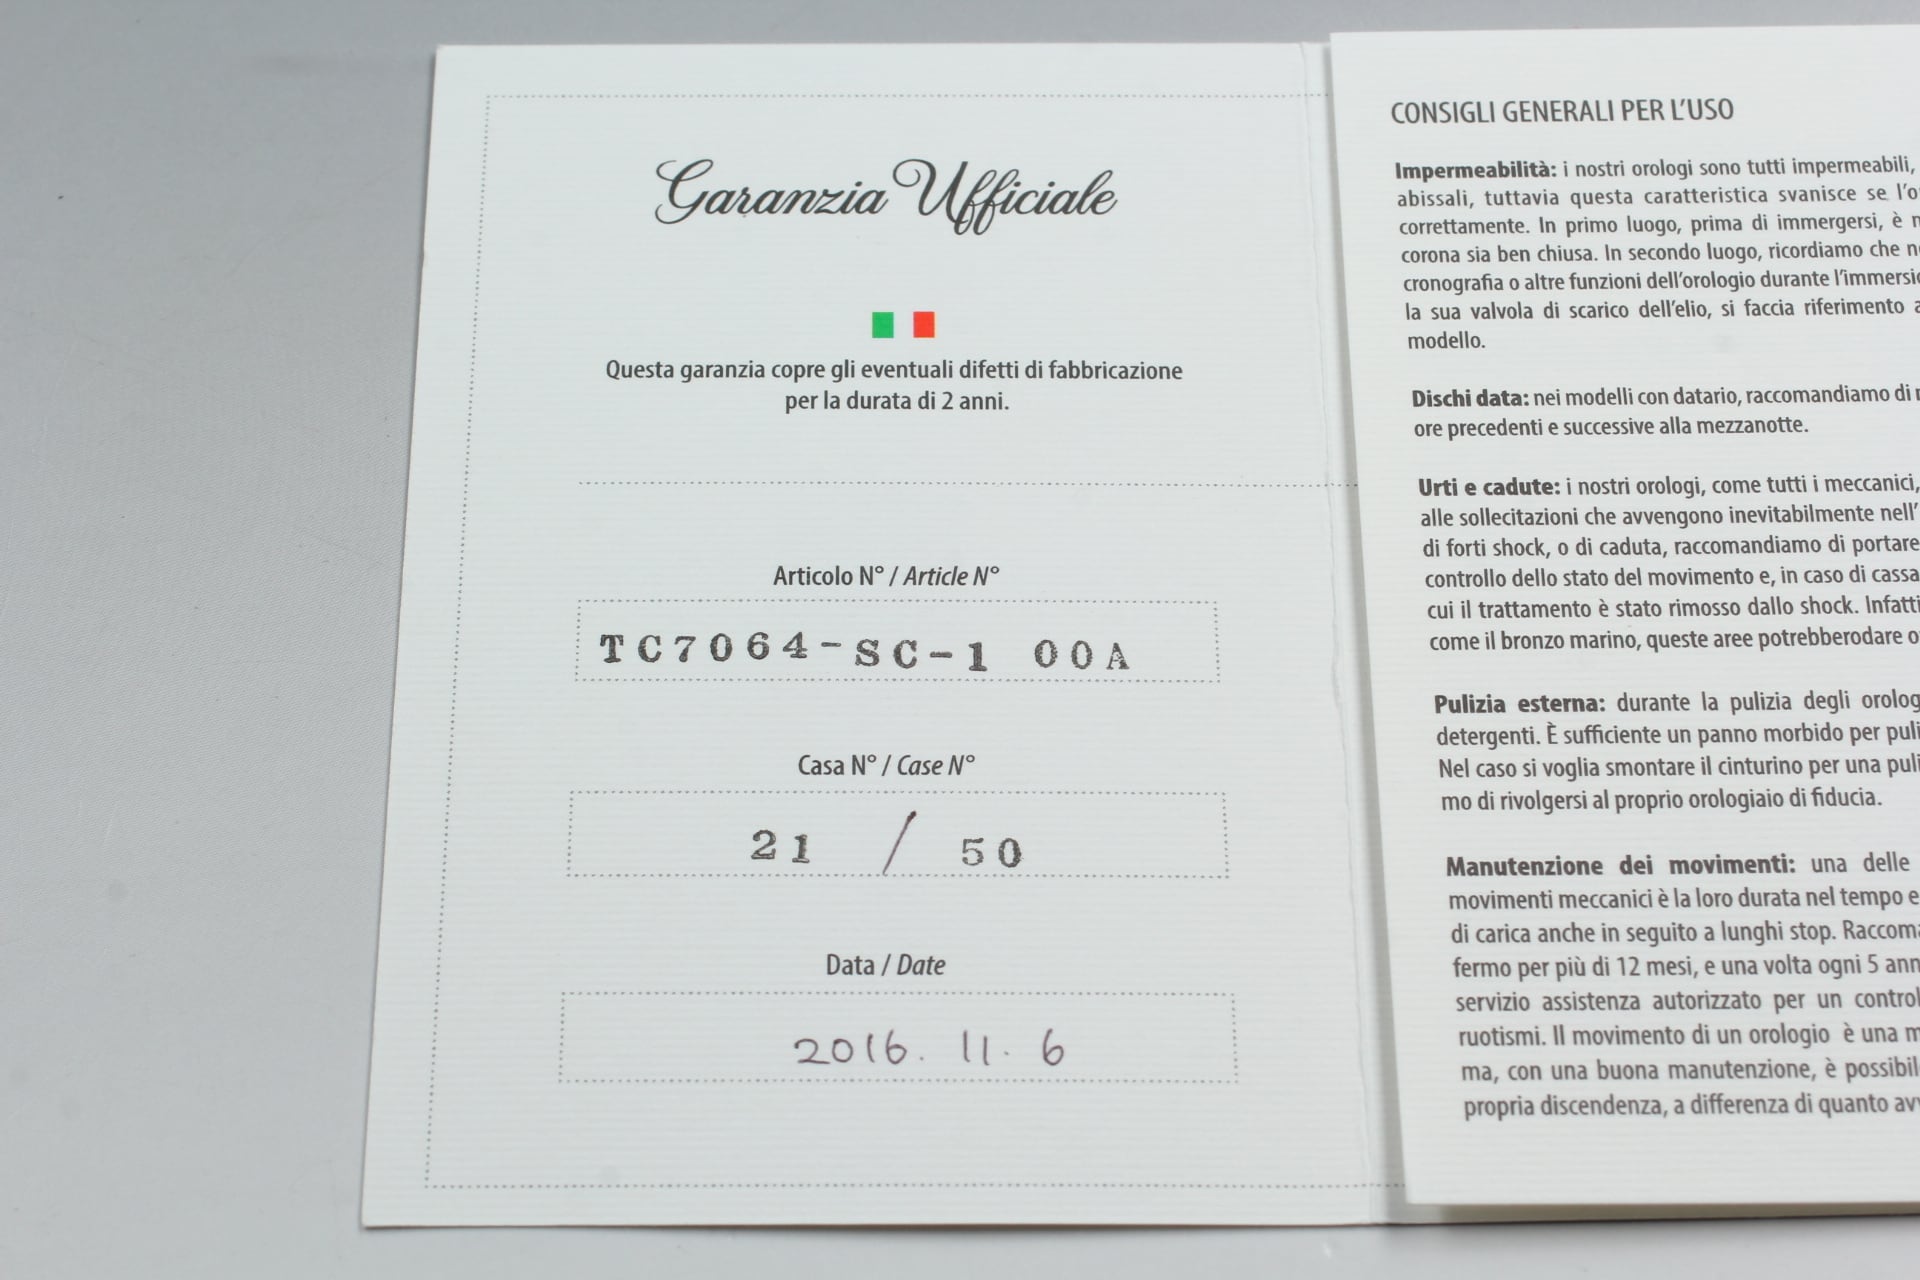 Garanzia Ufficiale
Questa garanzia copre gli eventuali difetti di fabbricazione
per la durata di 2 anni.
Articolo N° / Article N°
TC7064-SC-1 00A
Casa N° / Case N°
21 / 50
Data / Date
2016. 11. 6
CONSIGLI GENERALI PER L'USO
Impermeabilità: i nostri orologi sono tutti impermeabili,
abissali, tuttavia questa caratteristica svanisce se
correttamente. In primo luogo, prima di immergersi, è
corona sia ben chiusa. In secondo luogo, ricordiamo che
cronografia o altre funzioni dell'orologio durante
la sua valvola di scarico dell'elio, si faccia riferimento
modello.
Dischi data: nei modelli con datario, raccomandiamo di
ore precedenti e successive alla mezzanotte.
Urti e cadute: i nostri orologi, come tutti i meccanici,
alle sollecitazioni che avvengono inevitabilmente nell'
di forti shock, o di caduta, raccomandiamo di portare
controllo dello stato del movimento e, in caso di cassa
cui il trattamento è stato rimosso dallo shock. Infatti
come il bronzo marino, queste aree potrebberodare
Pulizia esterna: durante la pulizia degli
detergenti. È sufficiente un panno morbido per
Nel caso si voglia smontare il cinturino per una
mo di rivolgersi al proprio orologiaio di fiducia.
Manutenzione dei movimenti: una delle
movimenti meccanici è la loro durata nel tempo e
di carica anche in seguito a lunghi stop.
fermo per più di 12 mesi, e una volta ogni 5
servizio assistenza autorizzato per un
ruotismi. Il movimento di un orologio è una
ma, con una buona manutenzione, è
propria discendenza, a differenza di quanto